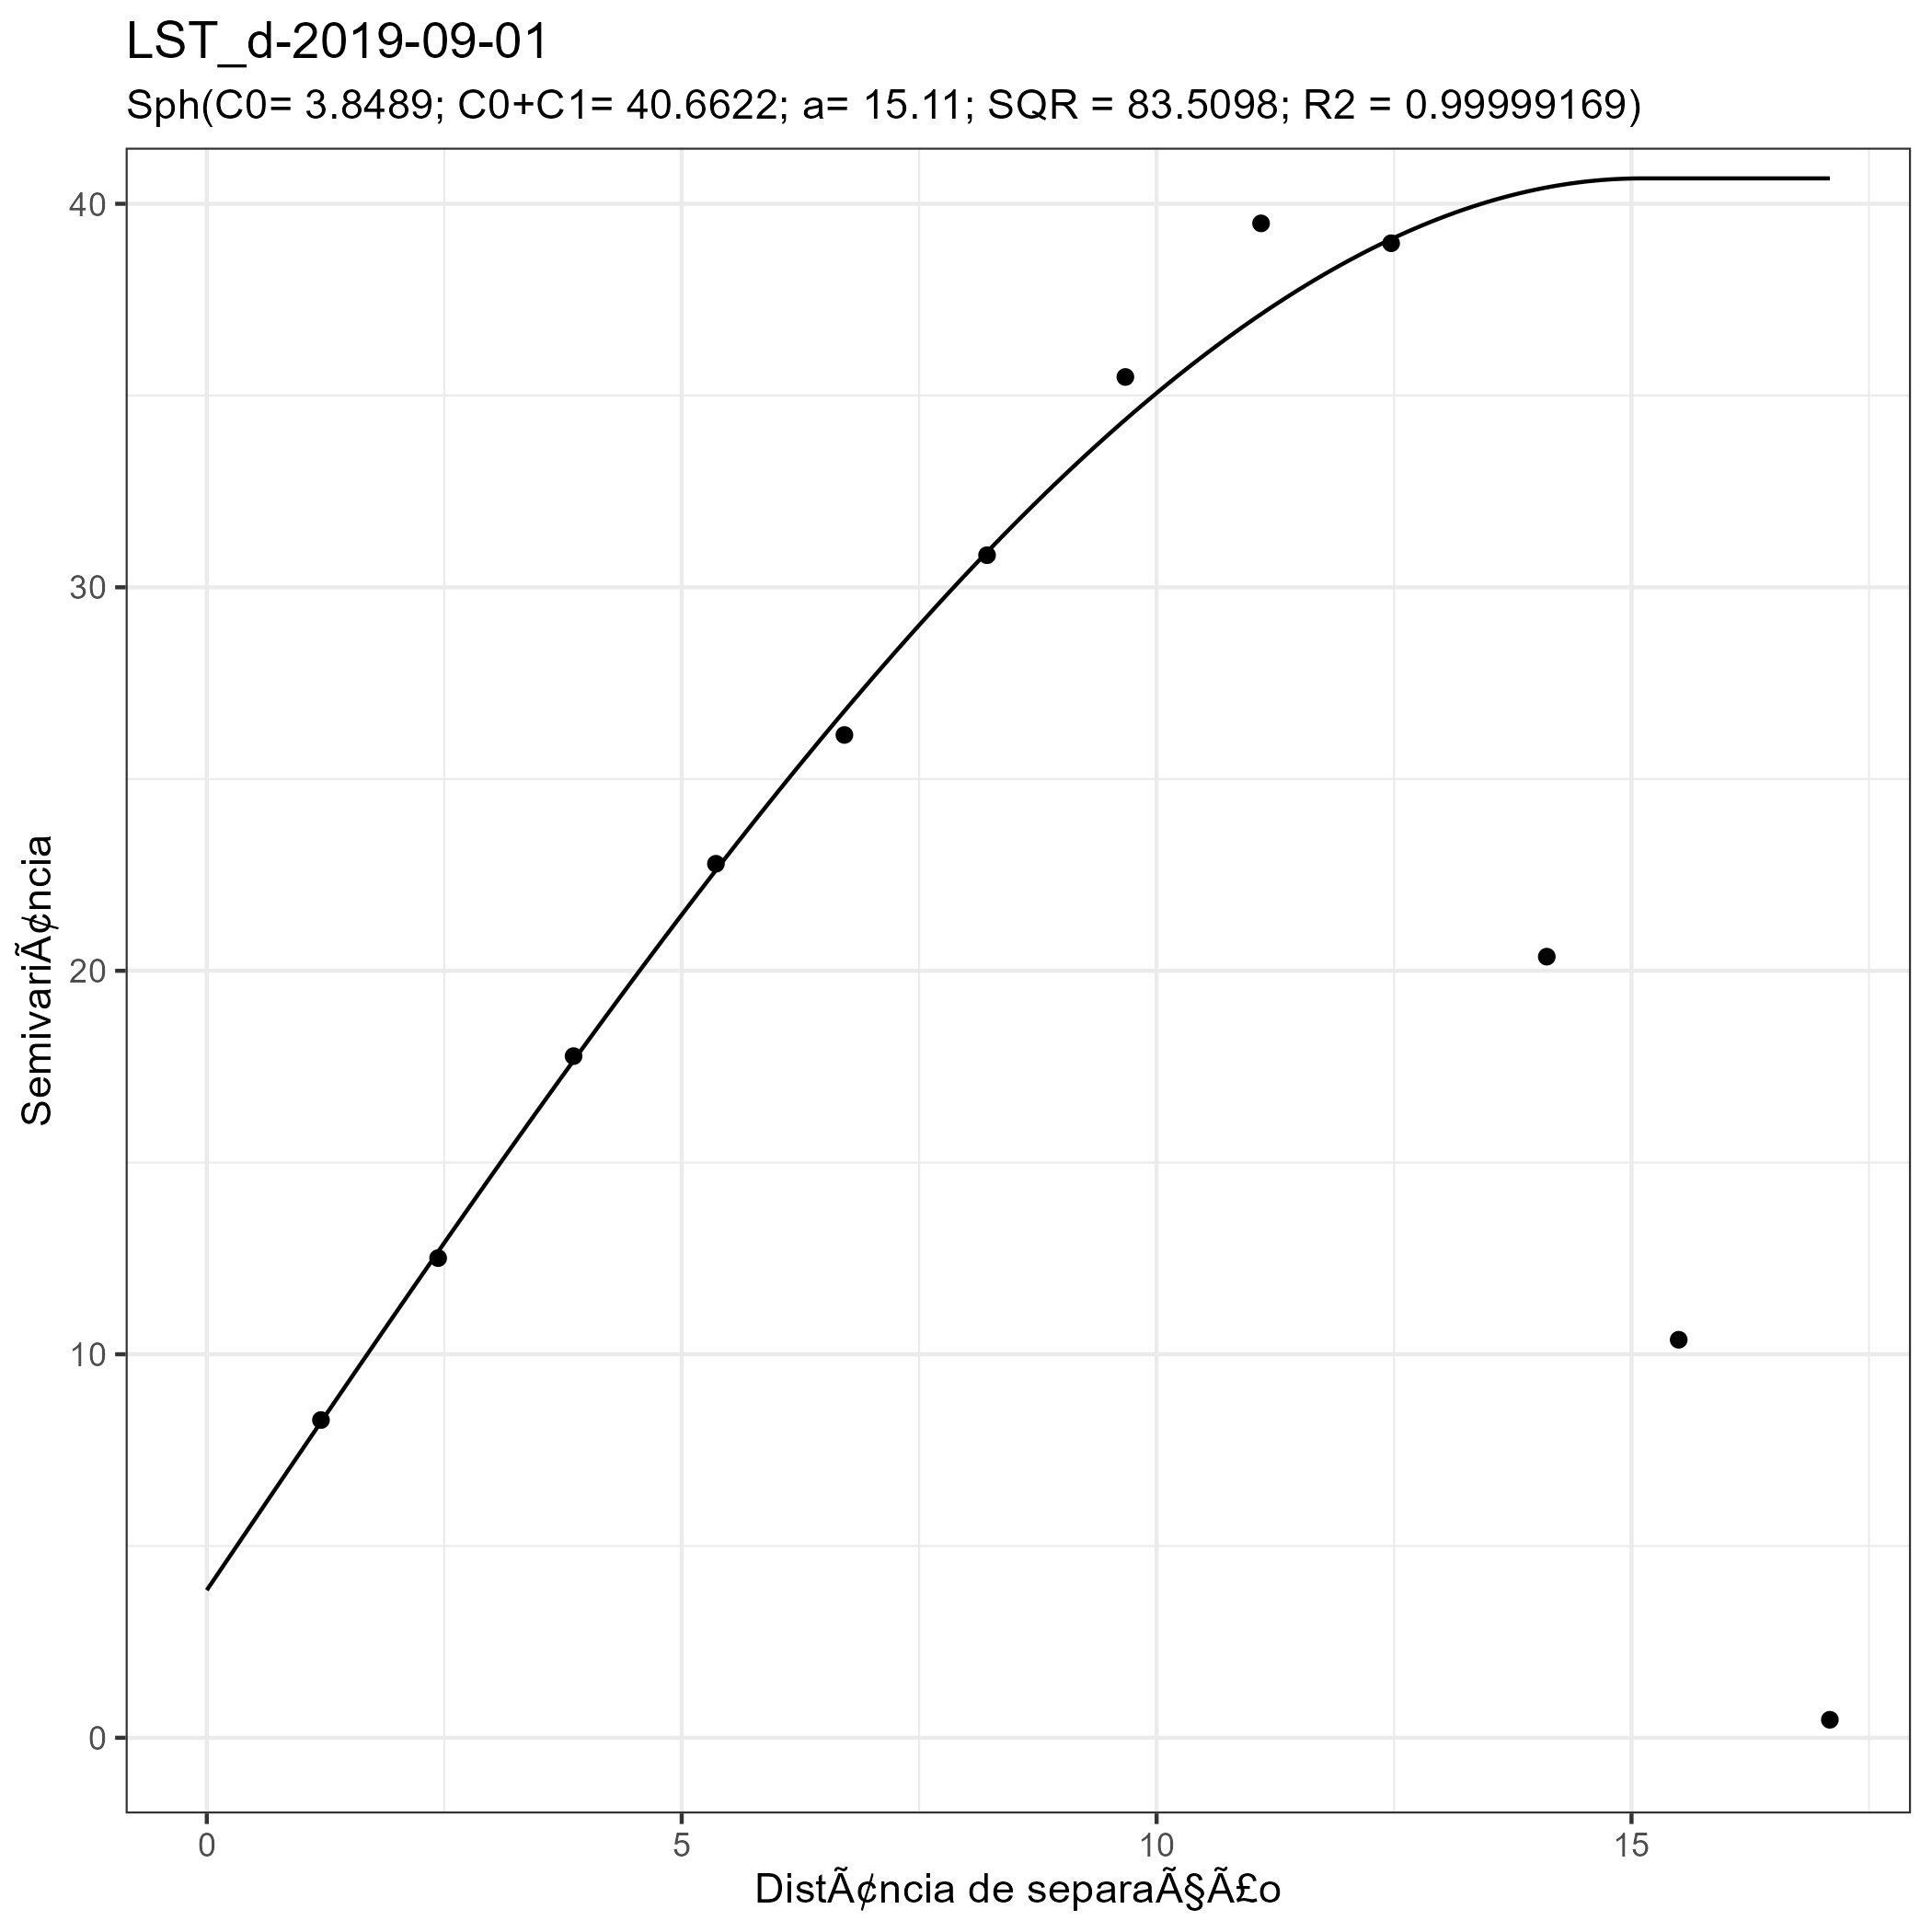 LST_d-2019-09-01
Sph(C0= 3.8489; C0+C1= 40.6622; a= 15.11; SQR = 83.5098; R2 = 0.99999169)
40
30
20
10
0
SemivariÃ¢ncia
0 5 10 15
DistÃ¢ncia de separaÃ§Ã£o